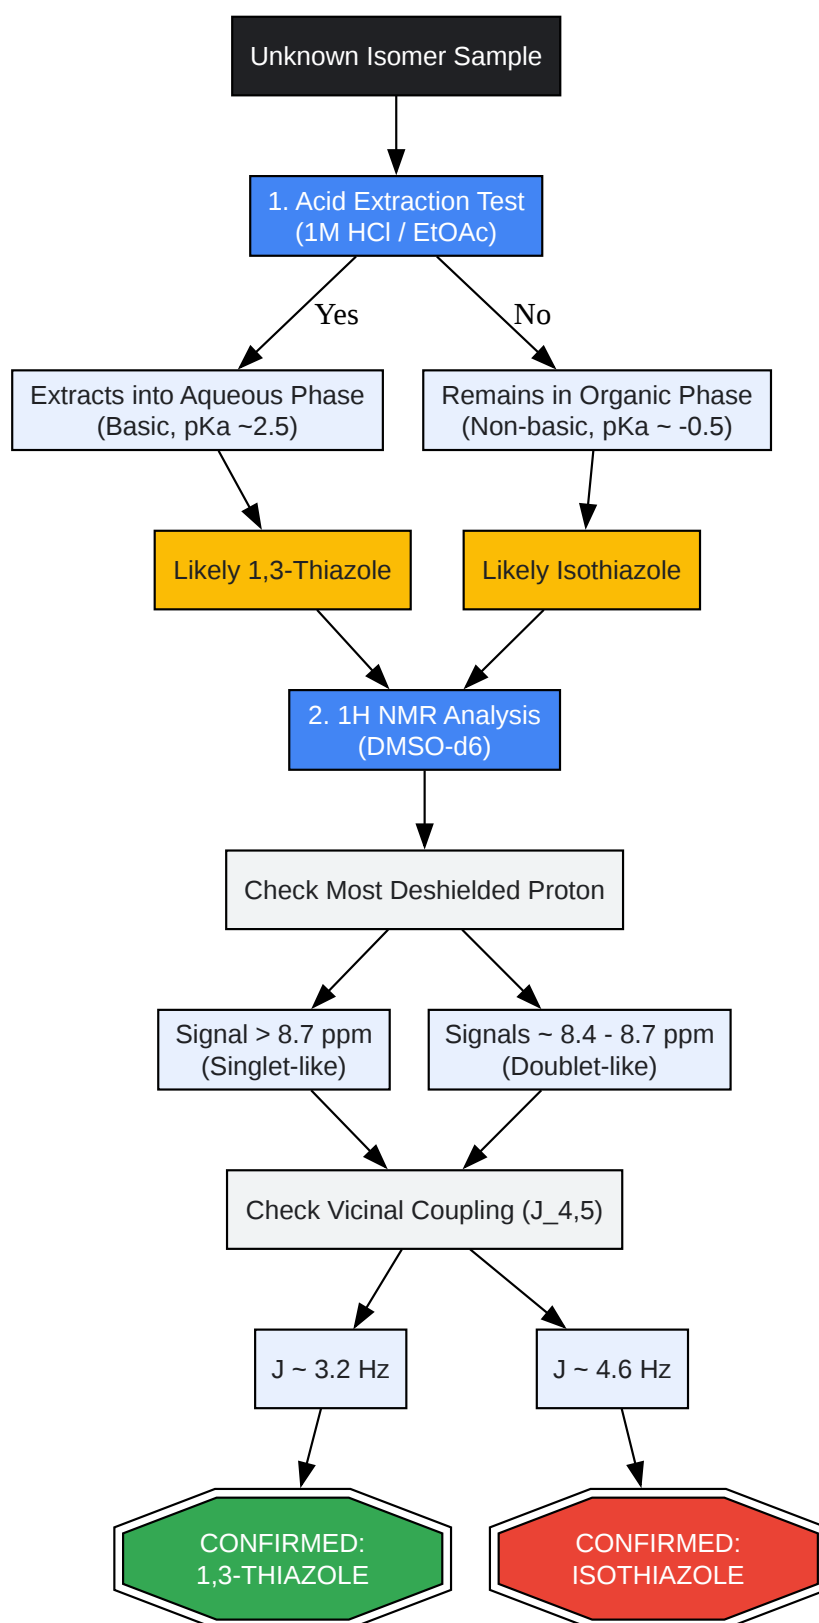 Unknown Isomer Sample
1. Acid Extraction Test
(1M HCl / EtOAc)
Yes
No
Extracts into Aqueous Phase
(Basic, pKa ~2.5)
Remains in Organic Phase
(Non-basic, pKa ~ -0.5)
Likely 1,3-Thiazole
Likely Isothiazole
2. 1H NMR Analysis
(DMSO-d6)
Check Most Deshielded Proton
Signal > 8.7 ppm
(Singlet-like)
Signals ~ 8.4 - 8.7 ppm
(Doublet-like)
Check Vicinal Coupling (J_4,5)
J ~ 3.2 Hz
J ~ 4.6 Hz
CONFIRMED:
1,3-THIAZOLE
CONFIRMED:
ISOTHIAZOLE